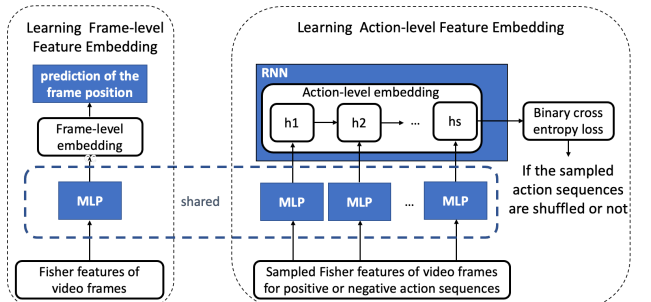 Learning Frame-level
Feature Embedding
prediction of the
frame position
Frame-level
embedding
MLP
Fisher features of
video frames
shared
Learning Action-level Feature Embedding
RNN
Action-level embedding
h1
h2
...
hs
MLP
MLP
...
MLP
Sampled Fisher features of video frames
for positive or negative action sequences
Binary cross
entropy loss
If the sampled
action sequences
are shuffled or not